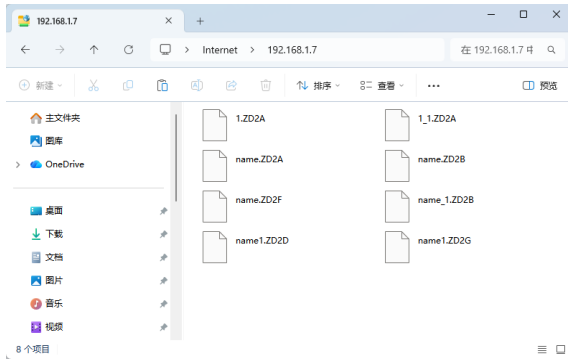 192.168.1.7
Internet > 192.168.1.7
在 192.168.1.7 中
新建
排序
查看
预览
主文件夹
图库
OneDrive
桌面
下载
文档
图片
音乐
视频
1.ZD2A
1_1.ZD2A
name.ZD2A
name.ZD2B
name.ZD2F
name_1.ZD2B
name1.ZD2D
name1.ZD2G
8 个项目